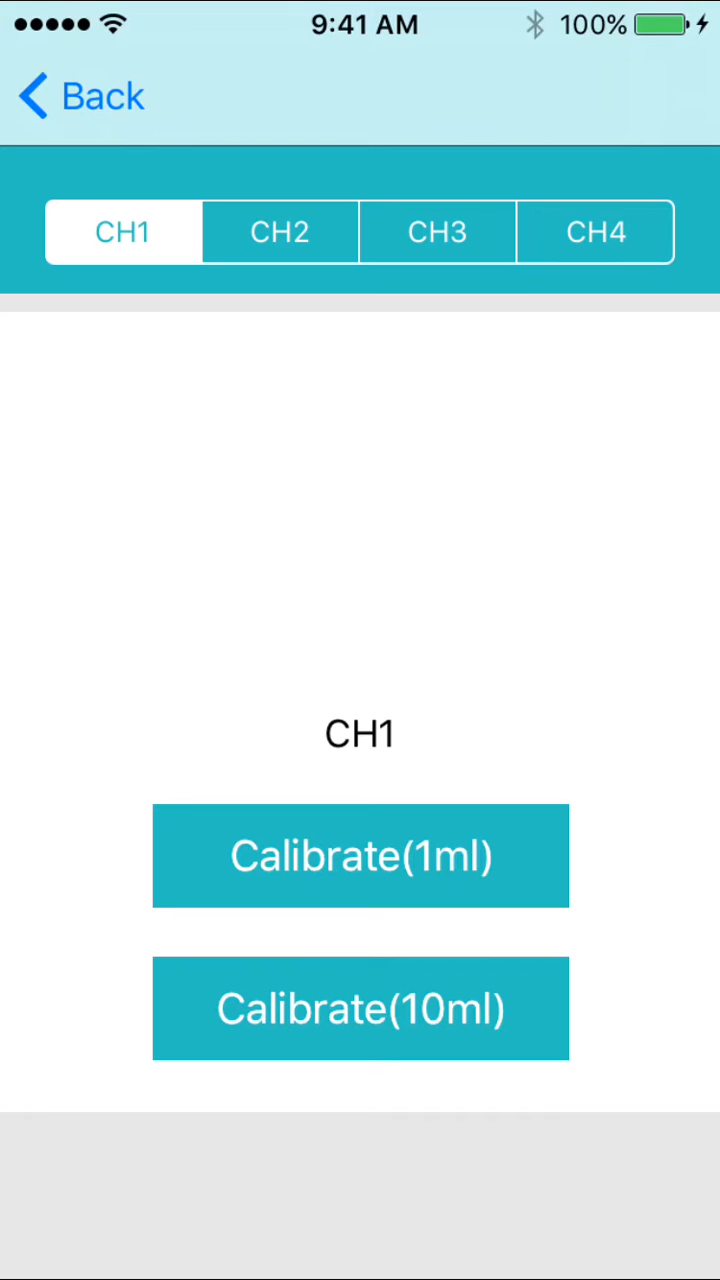 9:41 AM 100%
Back
CH1 CH2 CH3 CH4
CH1
Calibrate(1ml)
Calibrate(10ml)